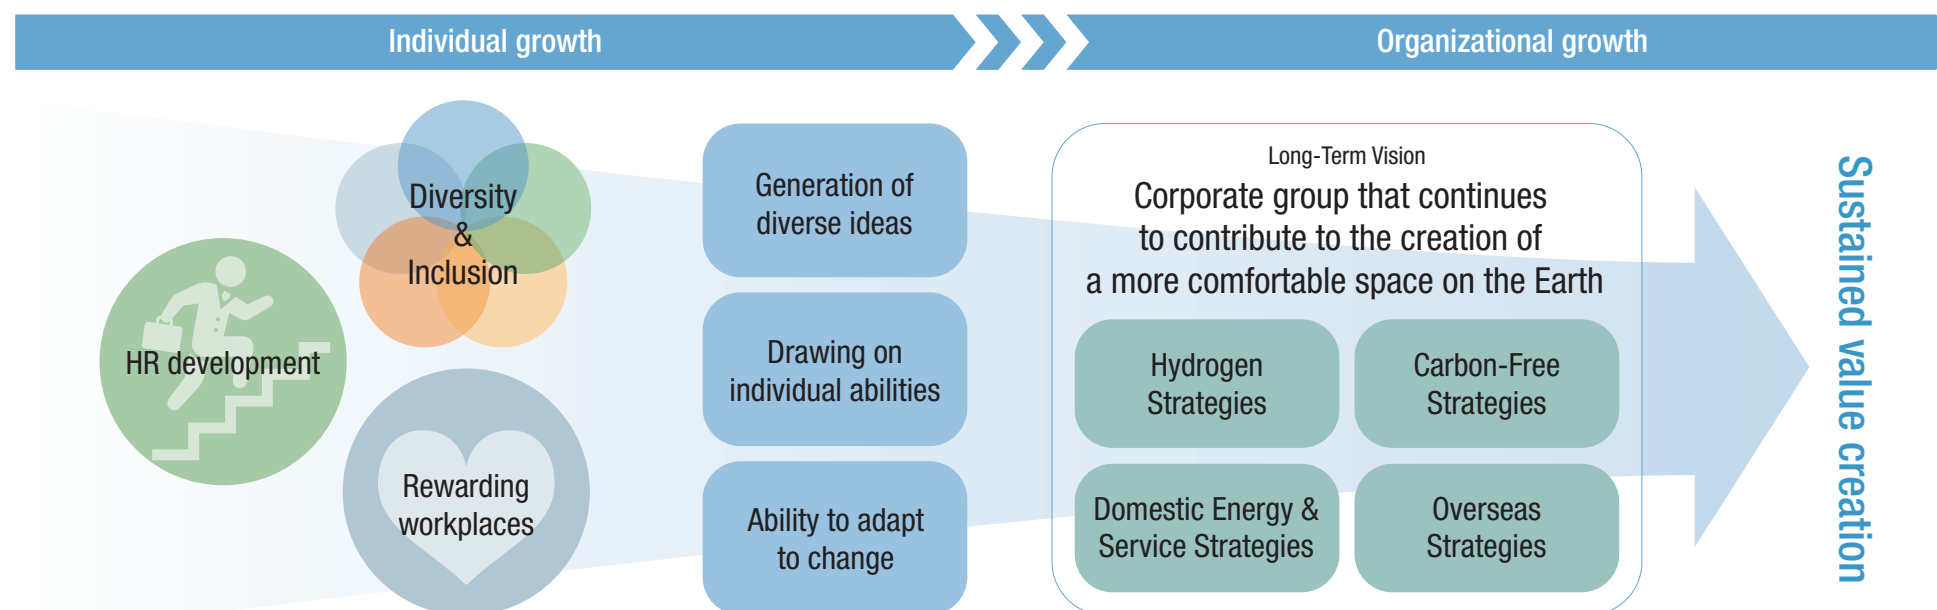 Individual growth
Organizational growth
HR development
Diversity
&
Inclusion
Rewarding
workplaces
Generation of
diverse ideas
Drawing on
individual abilities
Ability to adapt
to change
Long-Term Vision
Corporate group that continues
to contribute to the creation of
a more comfortable space on the Earth
Hydrogen
Strategies
Carbon-Free
Strategies
Domestic Energy &
Service Strategies
Overseas
Strategies
Sustained value creation